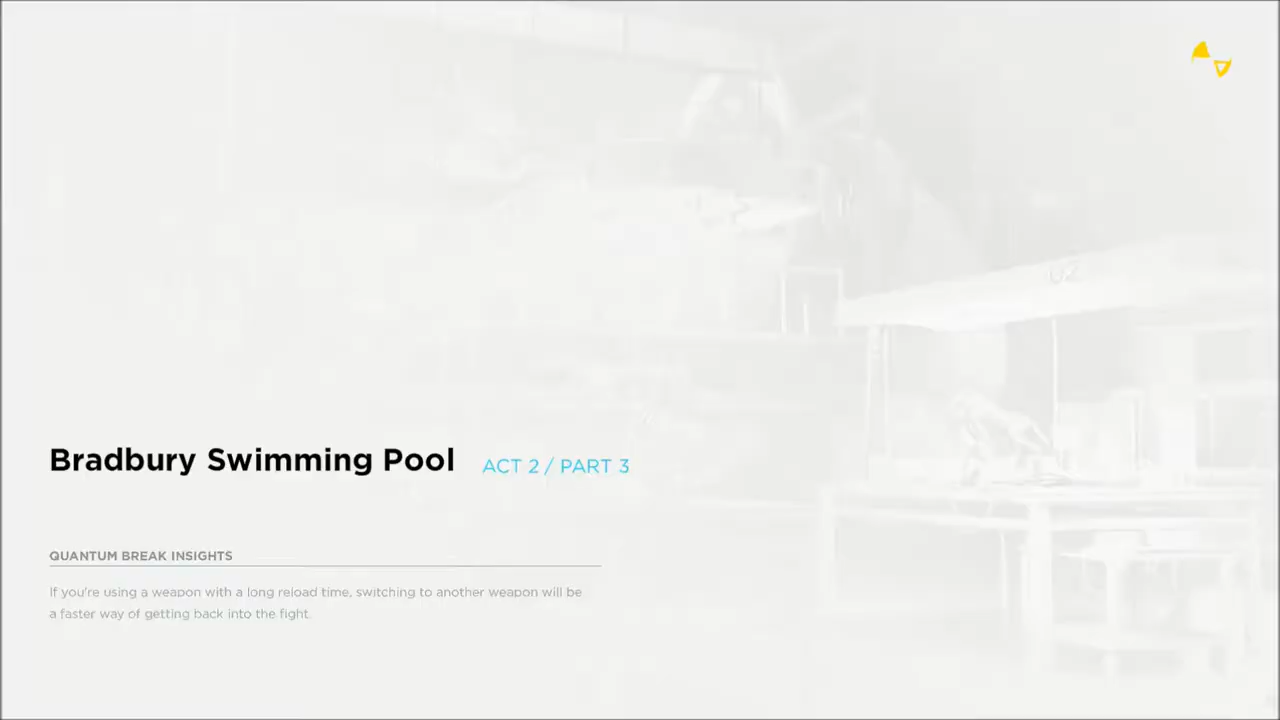 Bradbury Swimming Pool ACT 2 / PART 3
QUANTUM BREAK INSIGHTS
If you're using a weapon with a long reload time, switching to another weapon will be
a faster way of getting back into the fight.